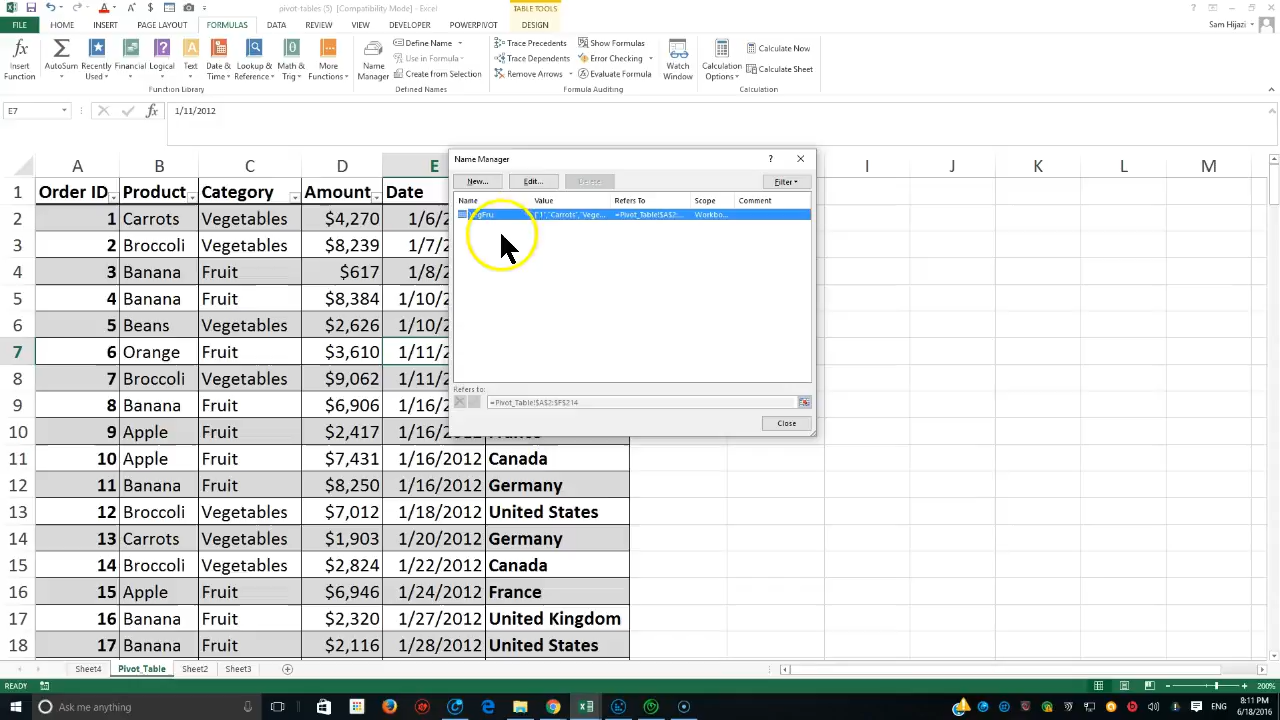 pivot-tables (5) [Compatibility Mode] - Excel
TABLE TOOLS
FILE HOME INSERT PAGE LAYOUT FORMULAS DATA REVIEW VIEW DEVELOPER POWERPIVOT DESIGN
Sam Hijazi
Insert Function
AutoSum
Recently Used
Financial
Logical
Text
Date & Time
Lookup & Reference
Math & Trig
More Functions
Function Library
Name Manager
Define Name
Use in Formula
Create from Selection
Defined Names
Trace Precedents
Trace Dependents
Remove Arrows
Show Formulas
Error Checking
Evaluate Formula
Formula Auditing
Watch Window
Calculation Options
Calculate Now
Calculate Sheet
Calculation
E7 fx 1/11/2012
A B C D E I J K L M
1 Order ID Product Category Amount Date
2 1 Carrots Vegetables $4,270 1/6/2
3 2 Broccoli Vegetables $8,239 1/7/2
4 3 Banana Fruit $617 1/8/2
5 4 Banana Fruit $8,384 1/10/2
6 5 Beans Vegetables $2,626 1/10/2
7 6 Orange Fruit $3,610 1/11/2
8 7 Broccoli Vegetables $9,062 1/11/2
9 8 Banana Fruit $6,906 1/16/2
10 9 Apple Fruit $2,417 1/16/2012 France
11 10 Apple Fruit $7,431 1/16/2012 Canada
12 11 Banana Fruit $8,250 1/16/2012 Germany
13 12 Broccoli Vegetables $7,012 1/18/2012 United States
14 13 Carrots Vegetables $1,903 1/20/2012 Germany
15 14 Broccoli Vegetables $2,824 1/22/2012 Canada
16 15 Apple Fruit $6,946 1/24/2012 France
17 16 Banana Fruit $2,320 1/27/2012 United Kingdom
18 17 Banana Fruit $2,116 1/28/2012 United States
Name Manager
New... Edit... Delete Filter
Name Value Refers To Scope Comment
{"1","Carrots","Vege... =Pivot_Table!$A$2:... Workbo...
Refers to:
=Pivot_Table!$A$2:$F$214
Close
Sheet4 Pivot_Table Sheet2 Sheet3
READY 200%
Ask me anything
8:11 PM
6/18/2016